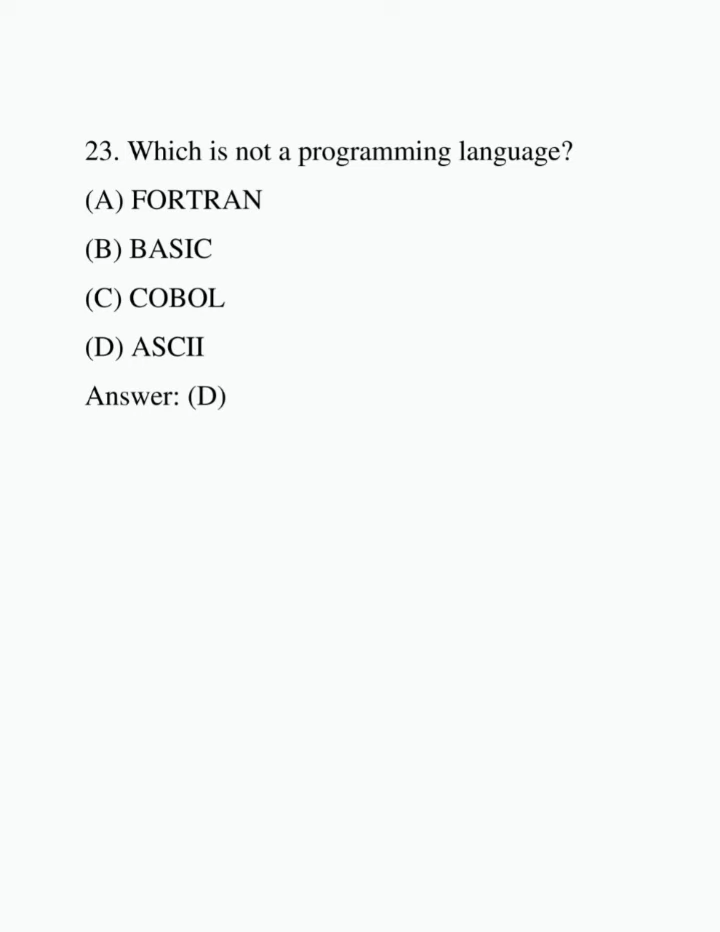 23. Which is not a programming language?
(A) FORTRAN
(B) BASIC
(C) COBOL
(D) ASCII
Answer: (D)